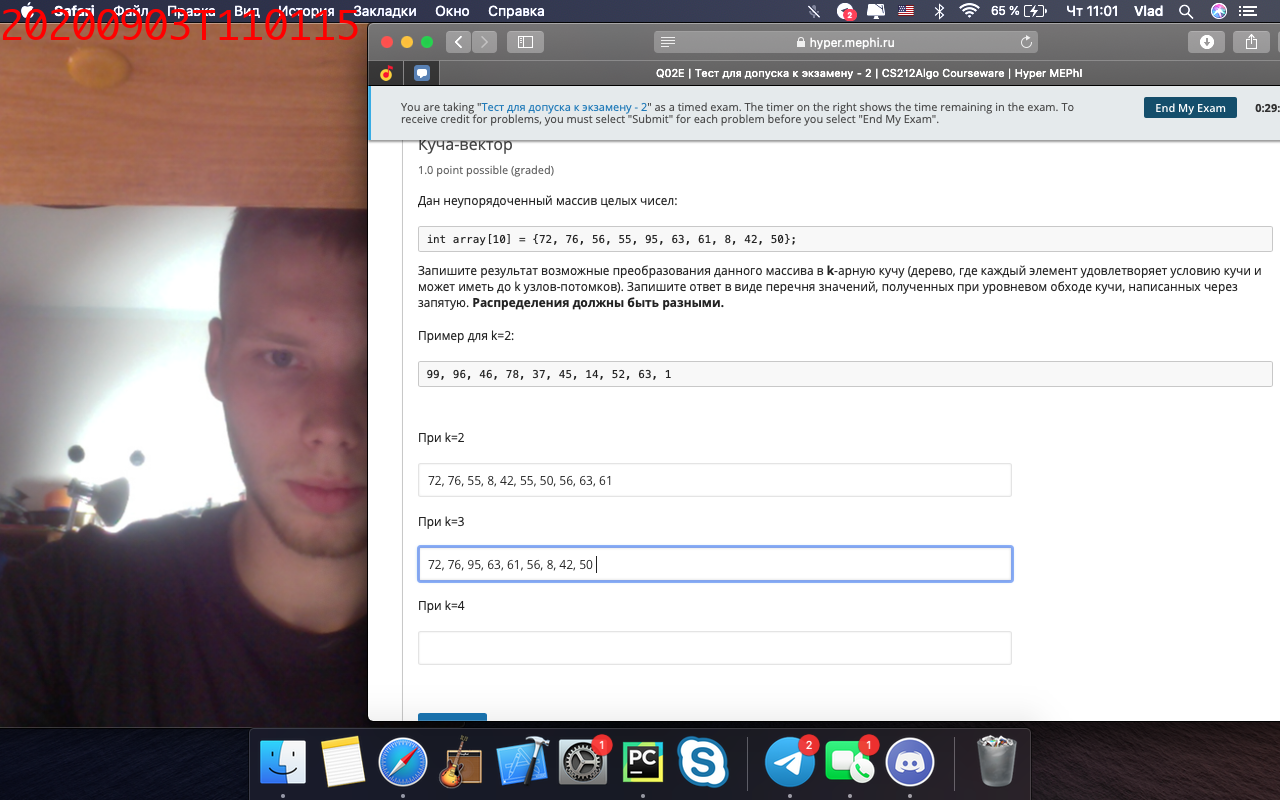 Safari Файл Правка Вид История Закладки Окно Справка
2 65 % Чт 11:01 Vlad
20200903T110115
hyper.mephi.ru
Q02E | Тест для допуска к экзамену - 2 | CS212Algo Courseware | Hyper MEPhI
You are taking "Тест для допуска к экзамену - 2" as a timed exam. The timer on the right shows the time remaining in the exam. To
receive credit for problems, you must select "Submit" for each problem before you select "End My Exam".
End My Exam
0:29:
Куча-вектор
1.0 point possible (graded)
Дан неупорядоченный массив целых чисел:
int array[10] = {72, 76, 56, 55, 95, 63, 61, 8, 42, 50};
Запишите результат возможные преобразования данного массива в k-арную кучу (дерево, где каждый элемент удовлетворяет условию кучи и
может иметь до k узлов-потомков). Запишите ответ в виде перечня значений, полученных при уровневом обходе кучи, написанных через
запятую. Распределения должны быть разными.
Пример для k=2:
99, 96, 46, 78, 37, 45, 14, 52, 63, 1
При k=2
72, 76, 55, 8, 42, 55, 50, 56, 63, 61
При k=3
72, 76, 95, 63, 61, 56, 8, 42, 50
При k=4
1
PC
2
1